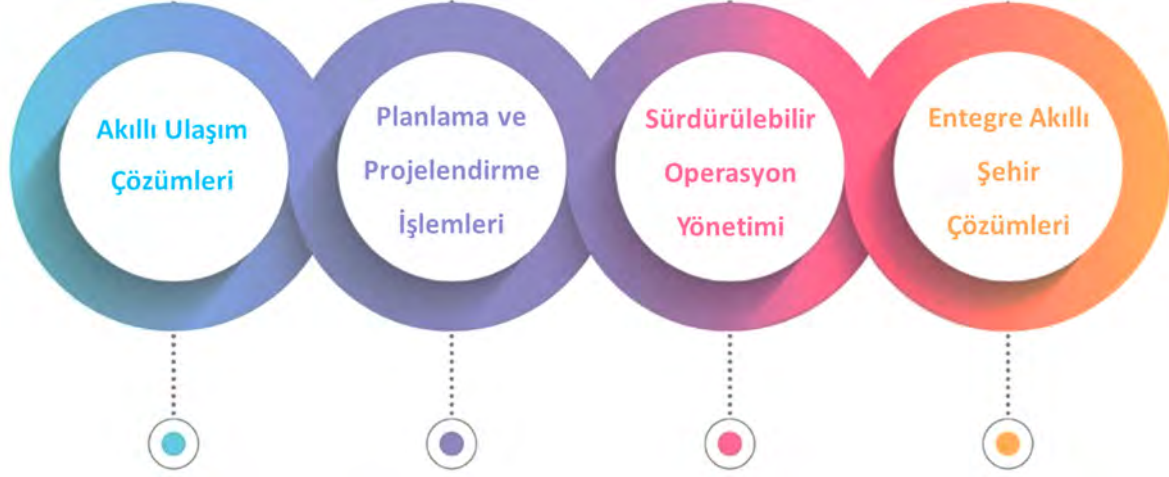 Akıllı Ulaşım
Çözümleri
Planlama ve
Projelendirme
İşlemleri
Sürdürülebilir
Operasyon
Yönetimi
Entegre Akıllı
Şehir
Çözümleri